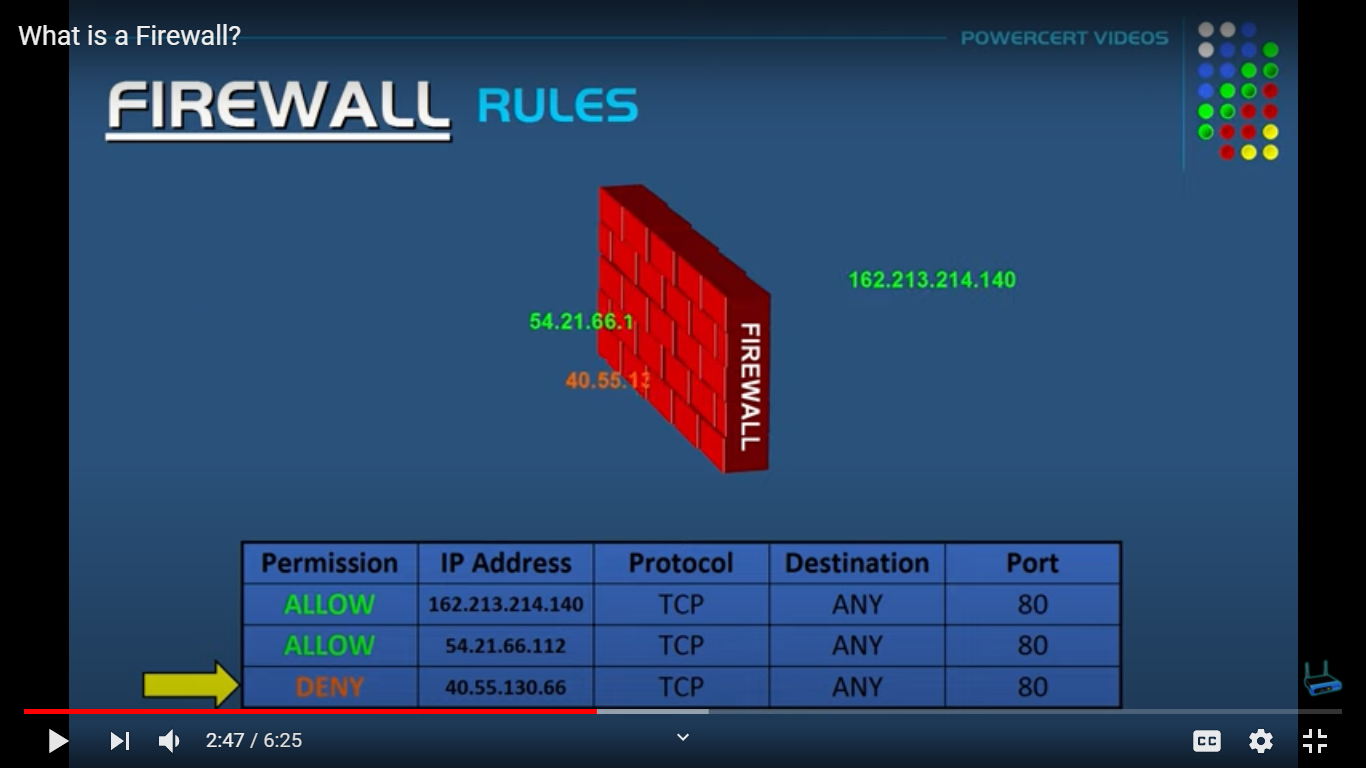 What is a Firewall?
POWERCERT VIDEOS
FIREWALL RULES
162.213.214.140
54.21.66.1
40.55.13
FIREWALL
Permission IP Address Protocol Destination Port
ALLOW 162.213.214.140 TCP ANY 80
ALLOW 54.21.66.112 TCP ANY 80
DENY 40.55.130.66 TCP ANY 80
2:47 / 6:25
CC